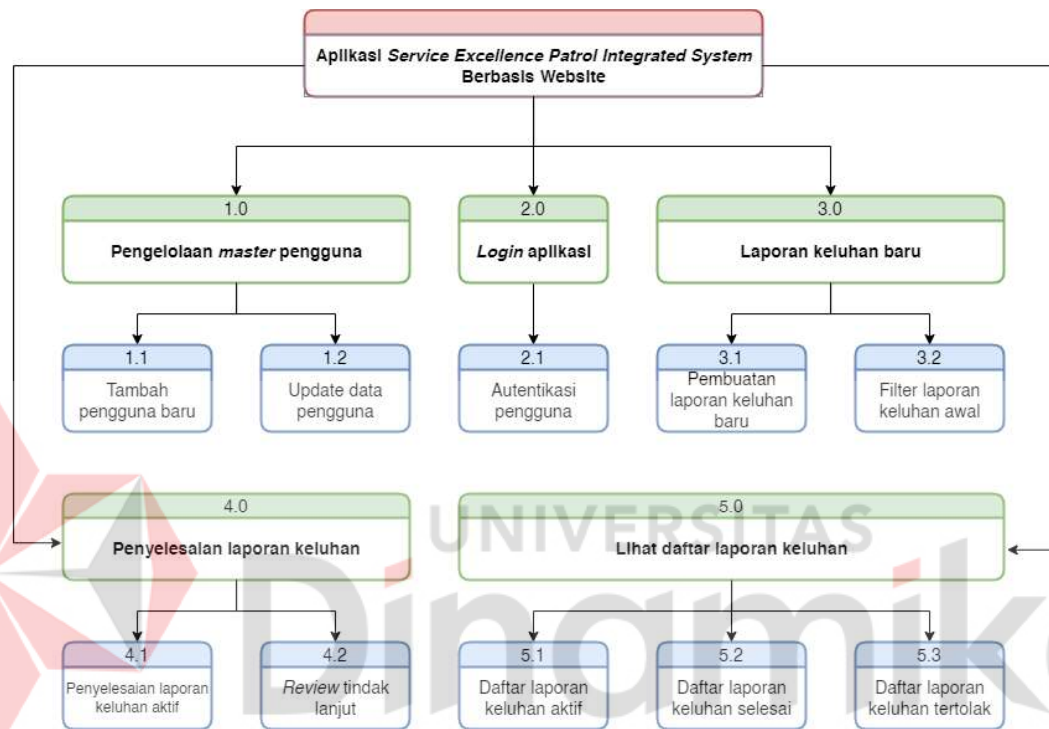 Aplikasi Service Excellence Patrol Integrated System
Berbasis Website
1.0
Pengelolaan master pengguna
2.0
Login aplikasi
3.0
Laporan keluhan baru
1.1
Tambah
pengguna baru
1.2
Update data
pengguna
2.1
Autentikasi
pengguna
3.1
Pembuatan
laporan keluhan
baru
3.2
Filter laporan
keluhan awal
4.0
Penyelesaian laporan keluhan
5.0
Lihat daftar laporan keluhan
UNIVERSITAS
Dinamika
4.1
Penyelesaian laporan
keluhan aktif
4.2
Review tindak
lanjut
5.1
Daftar laporan
keluhan aktif
5.2
Daftar laporan
keluhan selesai
5.3
Daftar laporan
keluhan tertolak